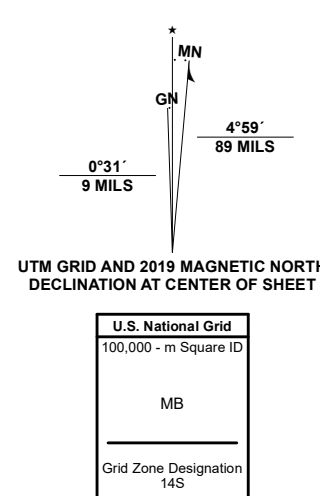 ★
MN
GN
4°59´
89 MILS
0°31´
9 MILS
UTM GRID AND 2019 MAGNETIC NORTH
DECLINATION AT CENTER OF SHEET
U.S. National Grid
100,000 - m Square ID
MB
Grid Zone Designation
14S